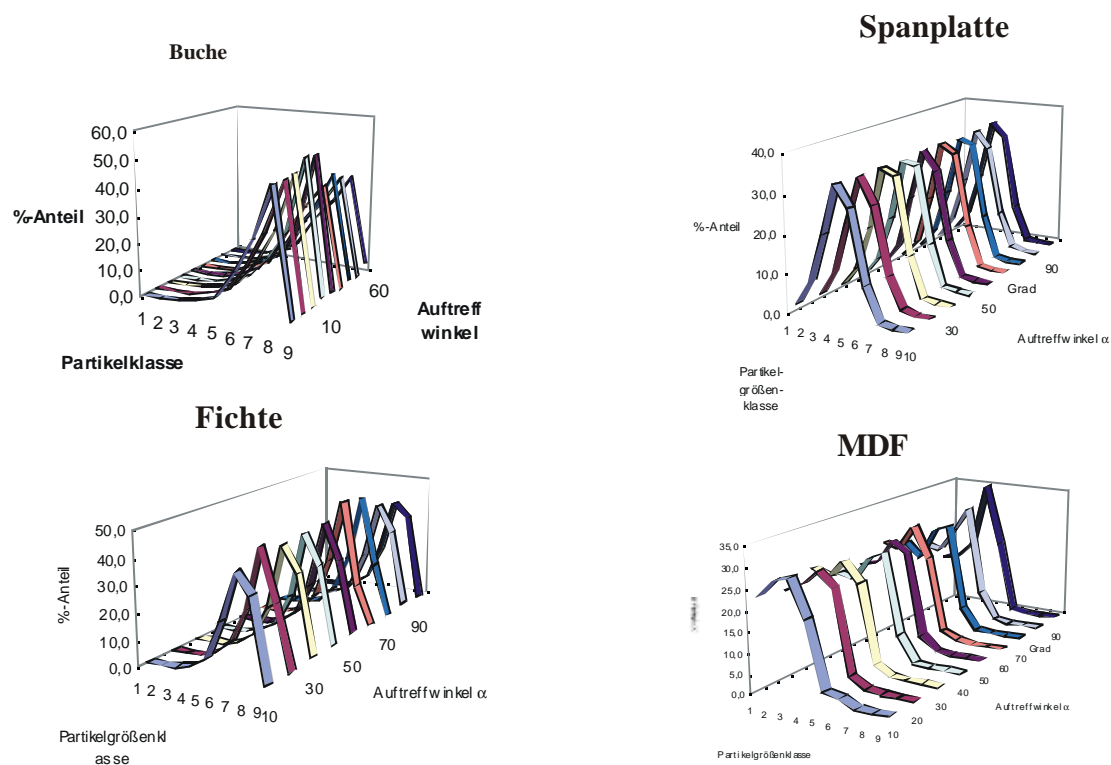 Buche
60,0
50,0
40,0
30,0
20,0
10,0
0,0
%-Anteil
1 2 3 4 5 6 7 8 9
10
60
Partikelklasse
Auftreff
winkel
Spanplatte
40,0
30,0
20,0
10,0
0,0
%-Anteil
1 2 3 4 5 6 7 8 9 10
30
50
Grad
90
Auftreffwinkel α
Partikel-
größen-
klasse
Fichte
50,0
40,0
30,0
20,0
10,0
0,0
%-Anteil
1 2 3 4 5 6 7 8 9 10
30
50
70
90
Auftreffwinkel α
Partikelgrößenkl
asse
MDF
35,0
30,0
25,0
20,0
15,0
10,0
5,0
0,0
1 2 3 4 5 6 7 8 9 10
20
30
40
50
60
70
Grad
90
Auftreffwinkel α
Partikelgrößenklasse